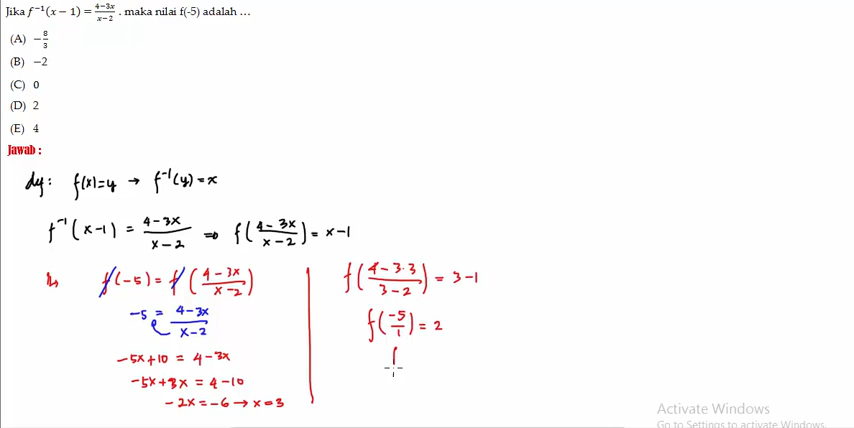 Jika f⁻¹(x − 1) = (4−3x)/(x−2) . maka nilai f(-5) adalah …
(A) −8/3
(B) −2
(C) 0
(D) 2
(E) 4
Jawab :
dy: f(x)=y → f⁻¹(y)=x
f⁻¹(x−1) = (4−3x)/(x−2) ⇒ f((4−3x)/(x−2)) = x−1
f(−5) = f((4−3x)/(x−2))
−5 = (4−3x)/(x−2)
−5x+10 = 4−3x
−5x+3x = 4−10
−2x = −6 → x=3
f((4−3·3)/(3−2)) = 3−1
f(−5/1) = 2
f
Activate Windows
Go to Settings to activate Windows.